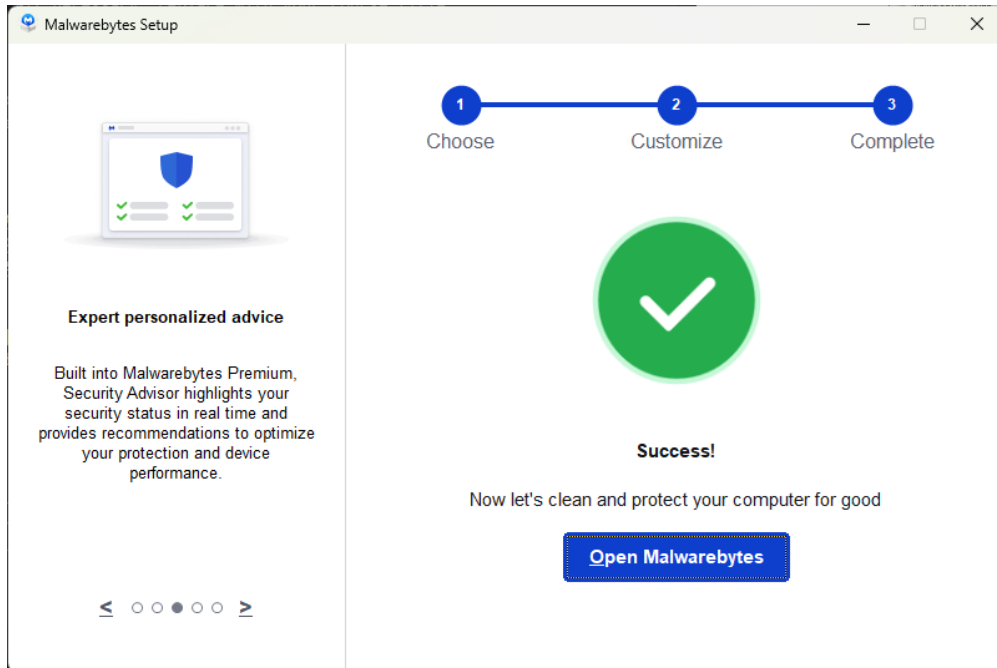 Malwarebytes Setup
1
2
3
Choose
Customize
Complete
Expert personalized advice
Built into Malwarebytes Premium,
Security Advisor highlights your
security status in real time and
provides recommendations to optimize
your protection and device
performance.
Success!
Now let's clean and protect your computer for good
Open Malwarebytes
< >